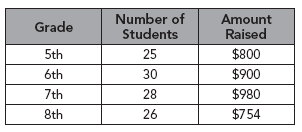 Grade Number of Students Amount Raised
5th 25 $800
6th 30 $900
7th 28 $980
8th 26 $754